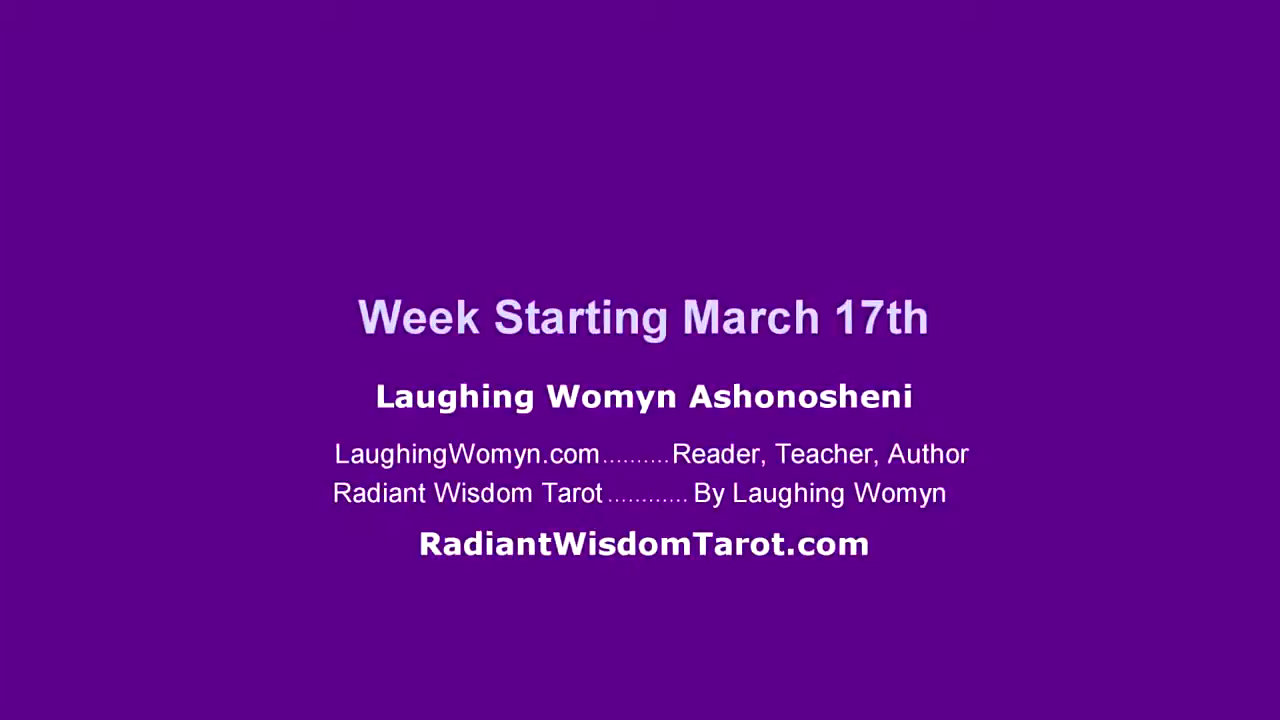 Week Starting March 17th
Laughing Womyn Ashonosheni
LaughingWomyn.com..........Reader, Teacher, Author
Radiant Wisdom Tarot............ By Laughing Womyn
RadiantWisdomTarot.com